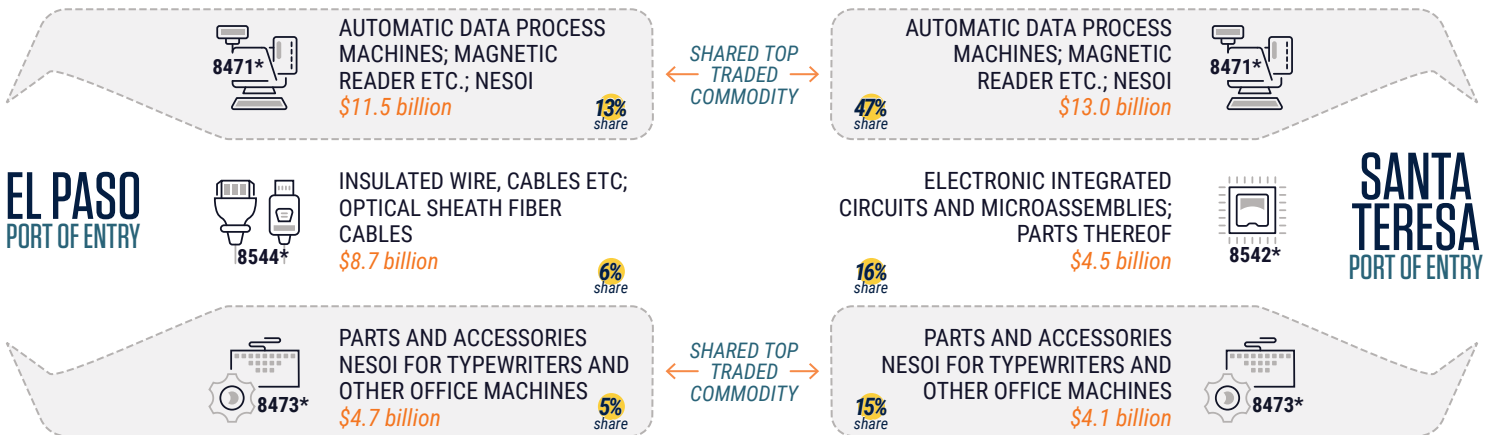 EL PASO
PORT OF ENTRY
8471*
AUTOMATIC DATA PROCESS
MACHINES; MAGNETIC
READER ETC.; NESOI
$11.5 billion
13%
share
8544*
INSULATED WIRE, CABLES ETC;
OPTICAL SHEATH FIBER
CABLES
$8.7 billion
6%
share
8473*
PARTS AND ACCESSORIES
NESOI FOR TYPEWRITERS AND
OTHER OFFICE MACHINES
$4.7 billion
5%
share
SHARED TOP
TRADED
COMMODITY
SHARED TOP
TRADED
COMMODITY
AUTOMATIC DATA PROCESS
MACHINES; MAGNETIC
READER ETC.; NESOI
$13.0 billion
47%
share
8471*
ELECTRONIC INTEGRATED
CIRCUITS AND MICROASSEMBLIES;
PARTS THEREOF
$4.5 billion
16%
share
8542*
PARTS AND ACCESSORIES
NESOI FOR TYPEWRITERS AND
OTHER OFFICE MACHINES
$4.1 billion
15%
share
8473*
SANTA
TERESA
PORT OF ENTRY